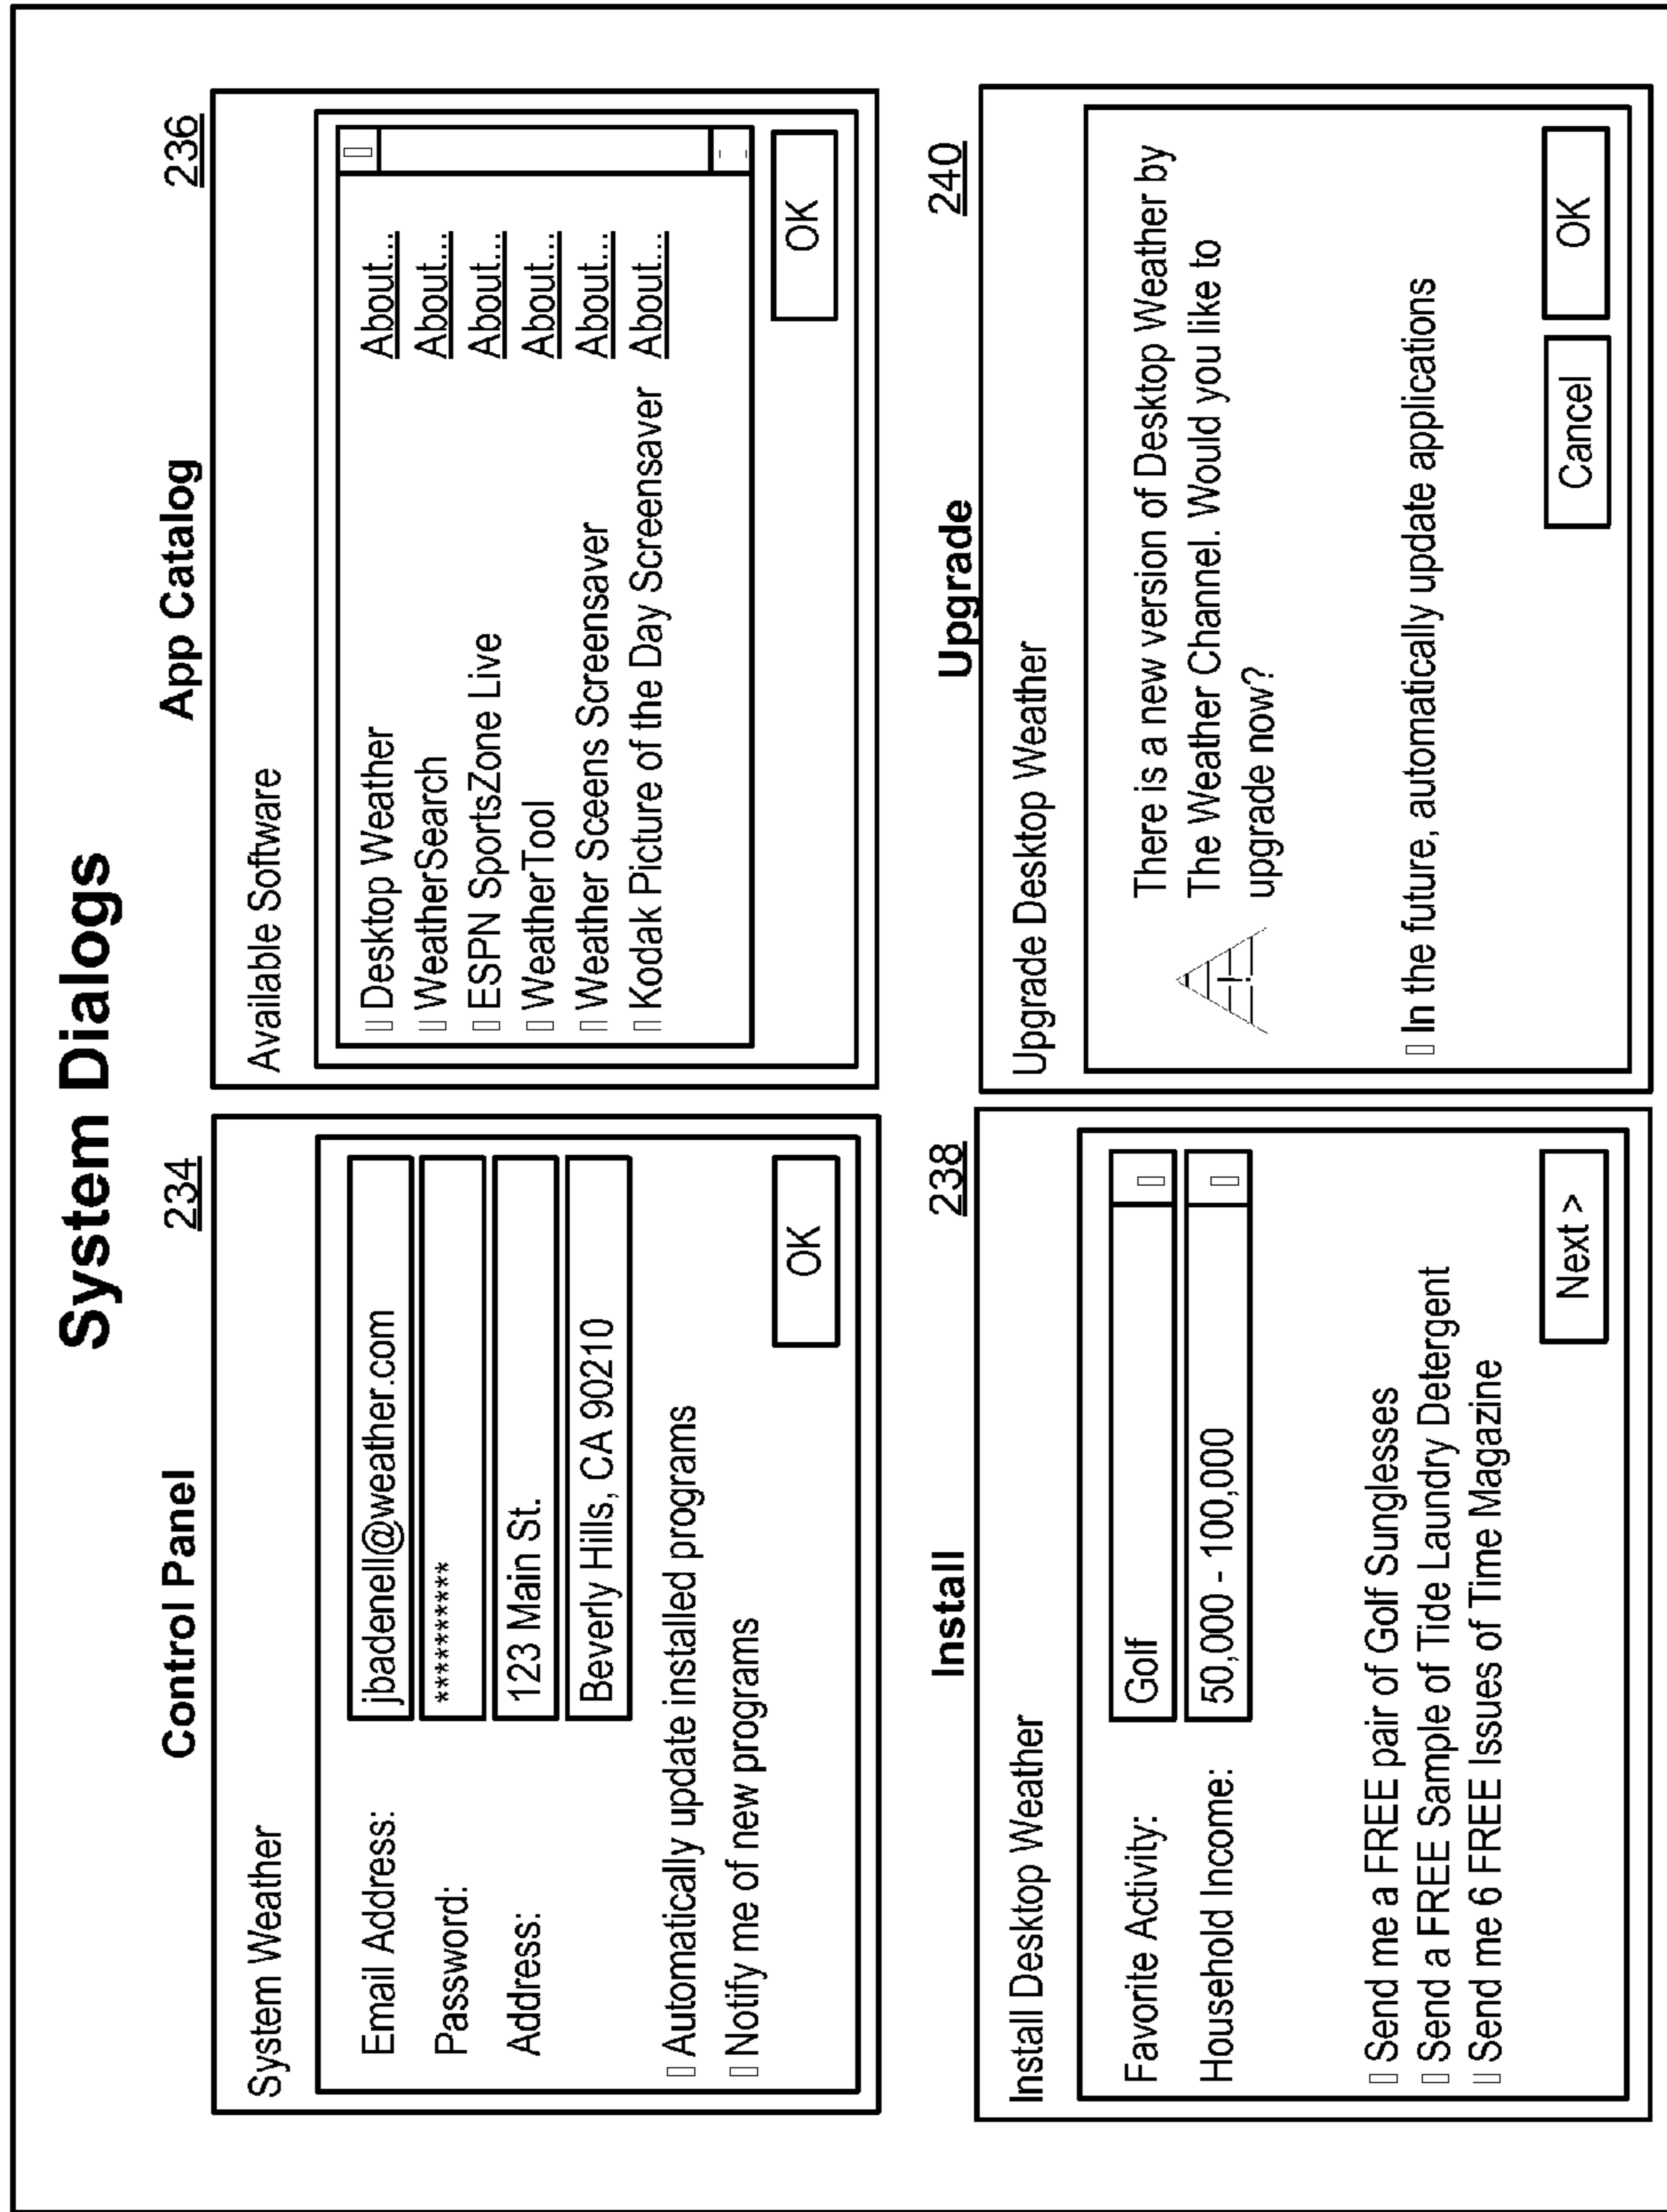 System Dialogs
Control Panel
234
System Weather
Email Address: jbadenell@weather.com
Password: *********
Address: 123 Main St.
Beverly Hills, CA 90210
Automatically update installed programs
Notify me of new programs
OK
App Catalog
236
Available Software
Desktop Weather About...
WeatherSearch About...
ESPN SportsZone Live About...
WeatherTool About...
Weather Sceens Screensaver About...
Kodak Picture of the Day Screensaver About...
OK
Install
238
Install Desktop Weather
Favorite Activity: Golf
Household Income: 50,000 - 100,000
Send me a FREE pair of Golf Sunglesses
Send a FREE Sample of Tide Laundry Detergent
Send me 6 FREE Issues of Time Magazine
Next >
Upgrade
240
Upgrade Desktop Weather
There is a new version of Desktop Weather by
The Weather Channel. Would you like to
upgrade now?
In the future, automatically update applications
Cancel OK